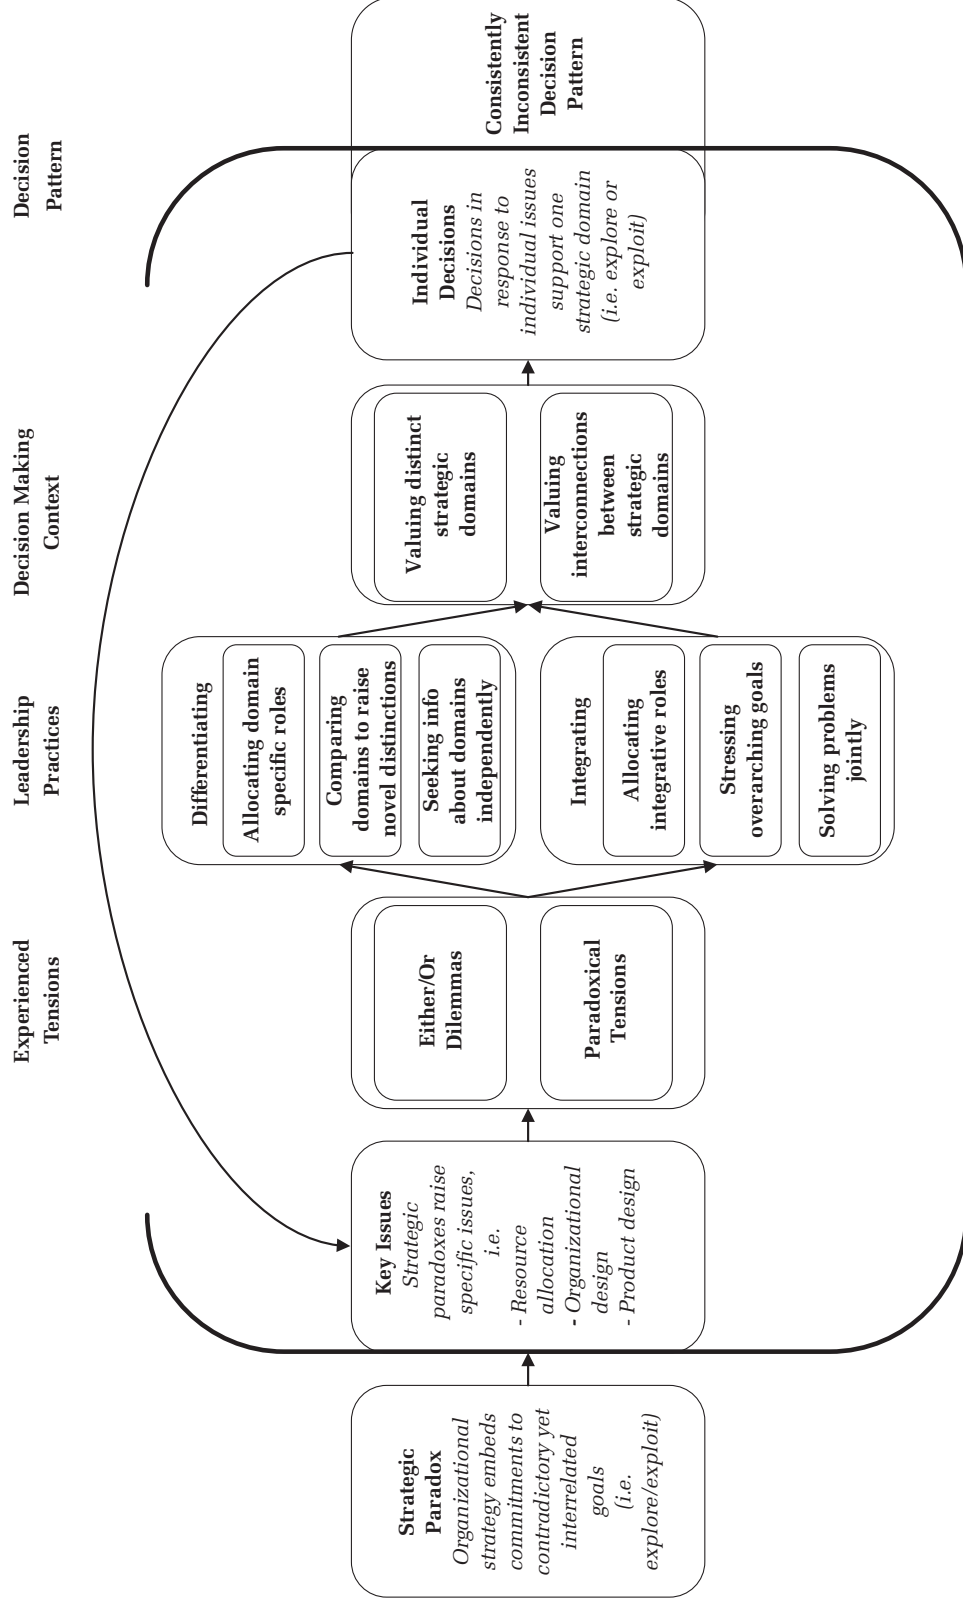 Experienced
Tensions
Leadership
Practices
Decision Making
Context
Decision
Pattern
Strategic
Paradox
Organizational
strategy embeds
commitments to
contradictory yet
interrelated
goals
(i.e.
explore/exploit)
Key Issues
Strategic
paradoxes raise
specific issues,
i.e.
- Resource
allocation
- Organizational
design
- Product design
Either/Or
Dilemmas
Paradoxical
Tensions
Differentiating
Allocating domain
specific roles
Comparing
domains to raise
novel distinctions
Seeking info
about domains
independently
Integrating
Allocating
integrative roles
Stressing
overarching goals
Solving problems
jointly
Valuing distinct
strategic
domains
Valuing
interconnections
between
strategic
domains
Individual
Decisions
Decisions in
response to
individual issues
support one
strategic domain
(i.e. explore or
exploit)
Consistently
Inconsistent
Decision
Pattern